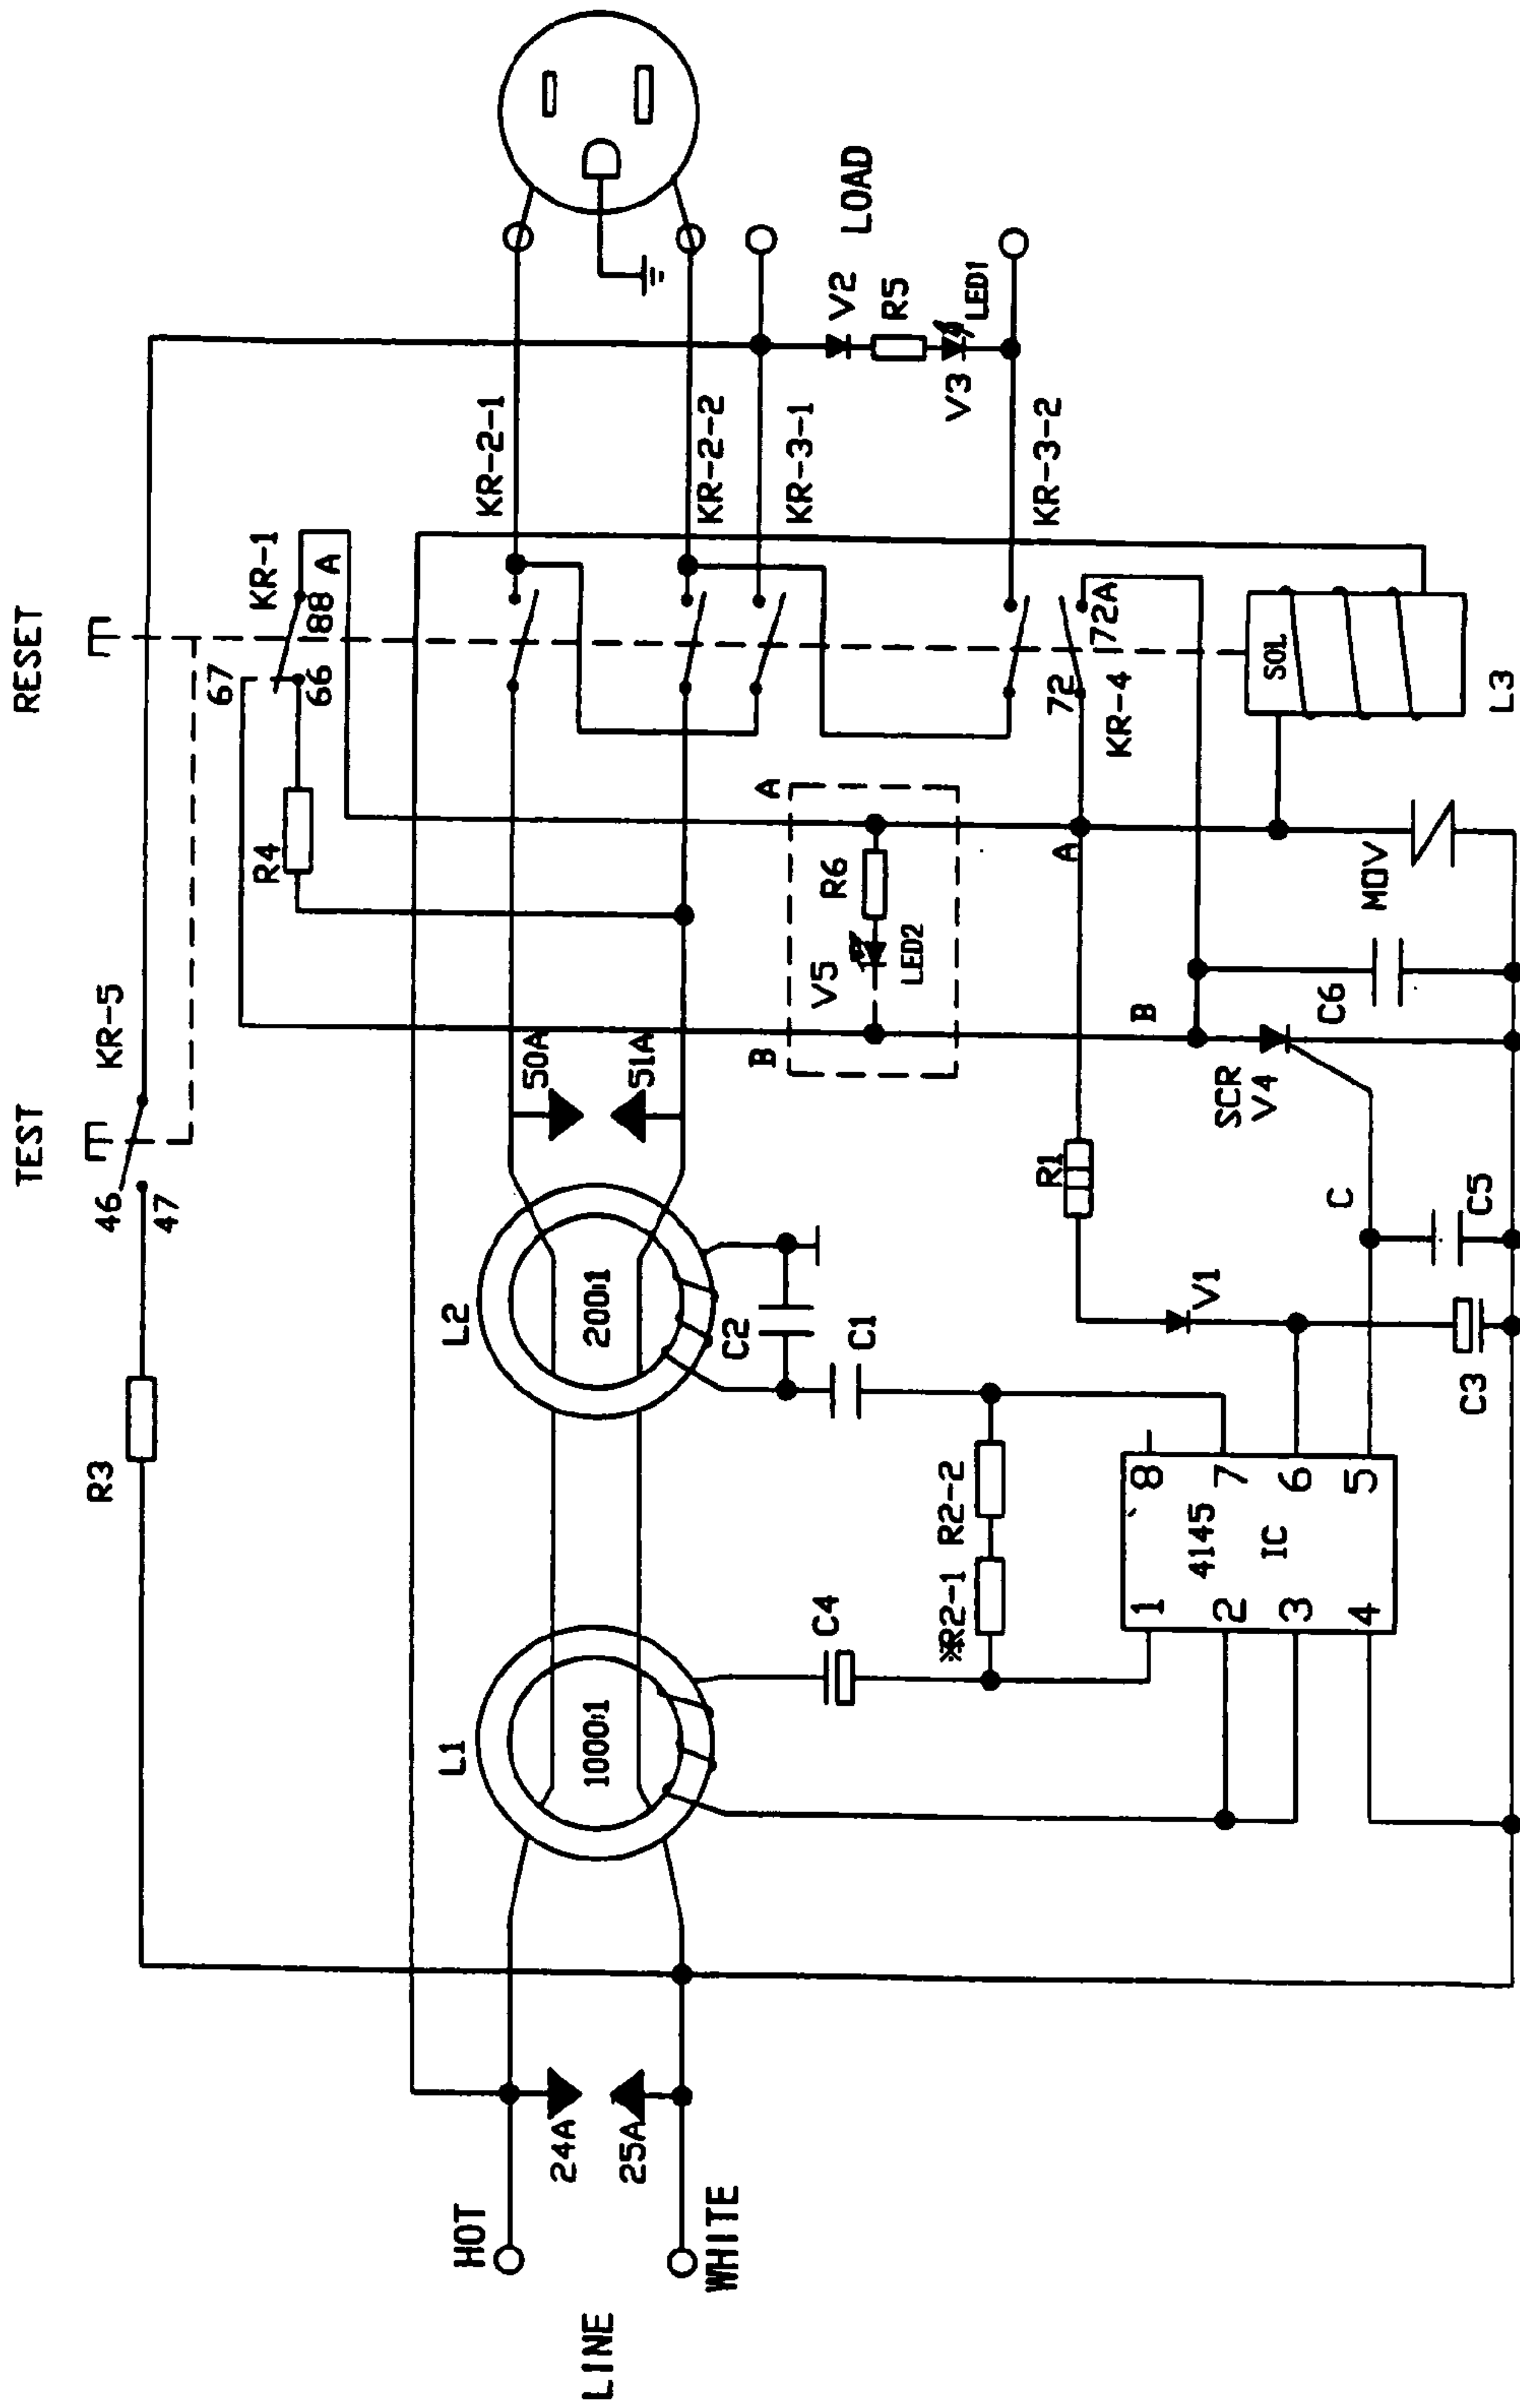 TEST
RESET
46
47
KR-5
67
66
KR-1
88
A
R3
R4
HOT
LINE
WHITE
24A
25A
L1
1000:1
L2
200:1
50A
51A
KR-2-1
KR-2-2
KR-3-1
KR-3-2
LOAD
V2
R5
V3
LED1
C4
C2
C1
B
A
V5
R6
LED2
※R2-1
R2-2
R1
A
B
72
72A
KR-4
1
2
3
4
8
7
6
5
4145
IC
V1
C
SCR
V4
C3
C5
C6
MOV
SOL
L3